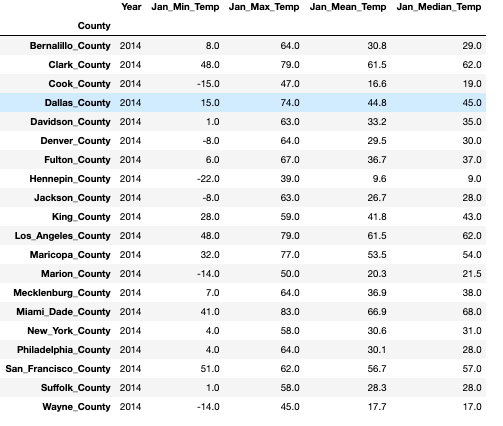 Year Jan_Min_Temp Jan_Max_Temp Jan_Mean_Temp Jan_Median_Temp
County
Bernalillo_County 2014 8.0 64.0 30.8 29.0
Clark_County 2014 48.0 79.0 61.5 62.0
Cook_County 2014 -15.0 47.0 16.6 19.0
Dallas_County 2014 15.0 74.0 44.8 45.0
Davidson_County 2014 1.0 63.0 33.2 35.0
Denver_County 2014 -8.0 64.0 29.5 30.0
Fulton_County 2014 6.0 67.0 36.7 37.0
Hennepin_County 2014 -22.0 39.0 9.6 9.0
Jackson_County 2014 -8.0 63.0 26.7 28.0
King_County 2014 28.0 59.0 41.8 43.0
Los_Angeles_County 2014 48.0 79.0 61.5 62.0
Maricopa_County 2014 32.0 77.0 53.5 54.0
Marion_County 2014 -14.0 50.0 20.3 21.5
Mecklenburg_County 2014 7.0 64.0 36.9 38.0
Miami_Dade_County 2014 41.0 83.0 66.9 68.0
New_York_County 2014 4.0 58.0 30.6 31.0
Philadelphia_County 2014 4.0 64.0 30.1 28.0
San_Francisco_County 2014 51.0 62.0 56.7 57.0
Suffolk_County 2014 1.0 58.0 28.3 28.0
Wayne_County 2014 -14.0 45.0 17.7 17.0